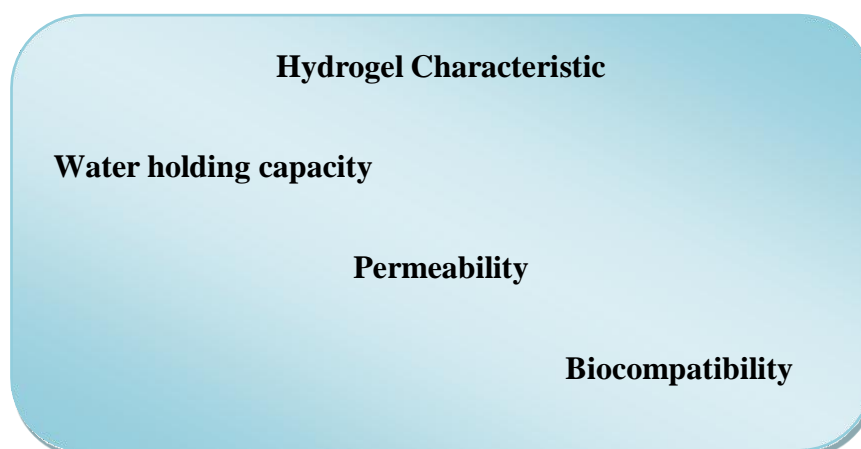 Hydrogel Characteristic
Water holding capacity
Permeability
Biocompatibility